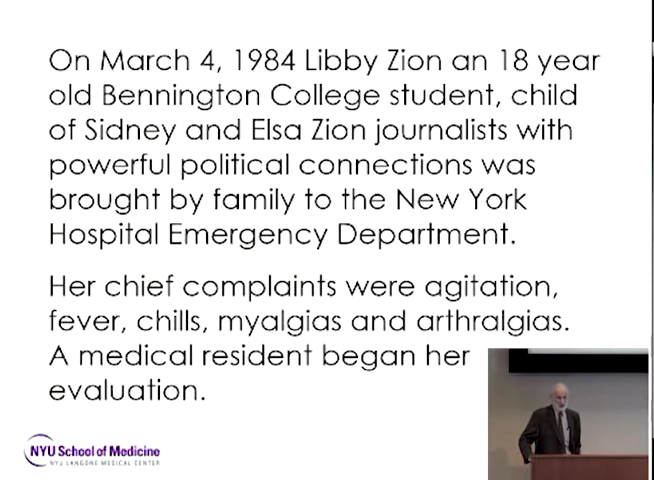 On March 4, 1984 Libby Zion an 18 year
old Bennington College student, child
of Sidney and Elsa Zion journalists with
powerful political connections was
brought by family to the New York
Hospital Emergency Department.
Her chief complaints were agitation,
fever, chills, myalgias and arthralgias.
A medical resident began her
evaluation.
NYU School of Medicine
NYU LANGONE MEDICAL CENTER